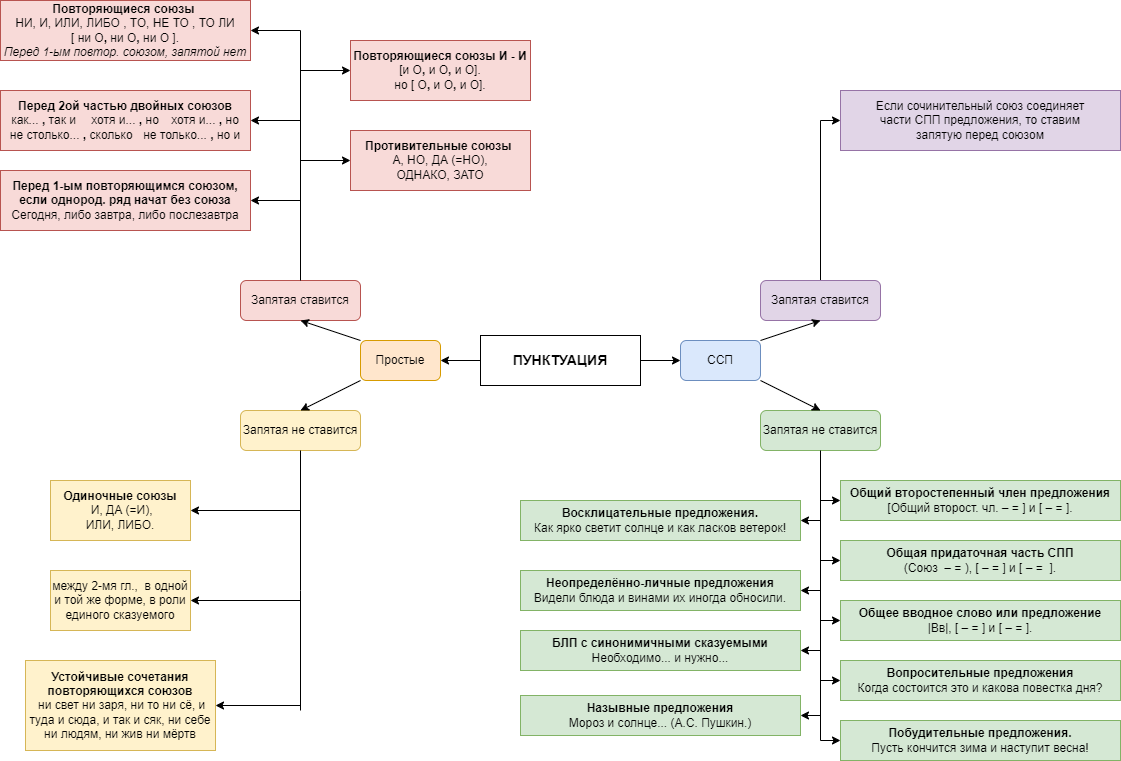 Повторяющиеся союзы
НИ, И, ИЛИ, ЛИБО , ТО, НЕ ТО , ТО ЛИ
[ ни О, ни О, ни О ].
Перед 1-ым повтор. союзом, запятой нет
Повторяющиеся союзы И - И
[и О, и О, и О].
но [ О, и О, и О].
Перед 2ой частью двойных союзов
как... , так и хотя и... , но хотя и... , но
не столько... , сколько не только... , но и
Противительные союзы
А, НО, ДА (=НО),
ОДНАКО, ЗАТО
Перед 1-ым повторяющимся союзом,
если однород. ряд начат без союза
Сегодня, либо завтра, либо послезавтра
Если сочинительный союз соединяет
части СПП предложения, то ставим
запятую перед союзом
Запятая ставится
Запятая ставится
Простые
ПУНКТУАЦИЯ
ССП
Запятая не ставится
Запятая не ставится
Одиночные союзы
И, ДА (=И),
ИЛИ, ЛИБО.
между 2-мя гл., в одной
и той же форме, в роли
единого сказуемого
Устойчивые сочетания
повторяющихся союзов
ни свет ни заря, ни то ни сё, и
туда и сюда, и так и сяк, ни себе
ни людям, ни жив ни мёртв
Восклицательные предложения.
Как ярко светит солнце и как ласков ветерок!
Неопределённо-личные предложения
Видели блюда и винами их иногда обносили.
БЛП с синонимичными сказуемыми
Необходимо... и нужно...
Назывные предложения
Мороз и солнце... (А.С. Пушкин.)
Общий второстепенный член предложения
[Общий второст. чл. – = ] и [ – = ].
Общая придаточная часть СПП
(Союз – = ), [ – = ] и [ – = ].
Общее вводное слово или предложение
|Вв|, [ – = ] и [ – = ].
Вопросительные предложения
Когда состоится это и какова повестка дня?
Побудительные предложения.
Пусть кончится зима и наступит весна!